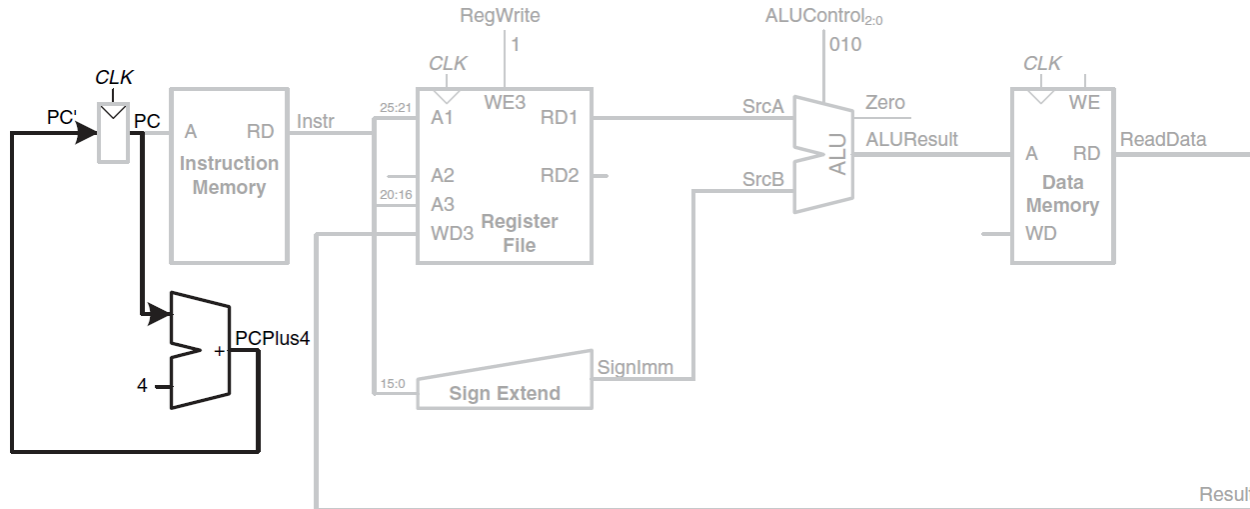 RegWrite
ALUControl2:0
1
010
CLK
CLK
CLK
PC'
PC
A
RD
Instruction
Memory
Instr
25:21
A1
WE3
RD1
A2
RD2
20:16
A3
WD3
Register
File
SrcA
SrcB
ALU
Zero
ALUResult
WE
A
RD
Data
Memory
WD
ReadData
4
+
PCPlus4
15:0
Sign Extend
SignImm
Result